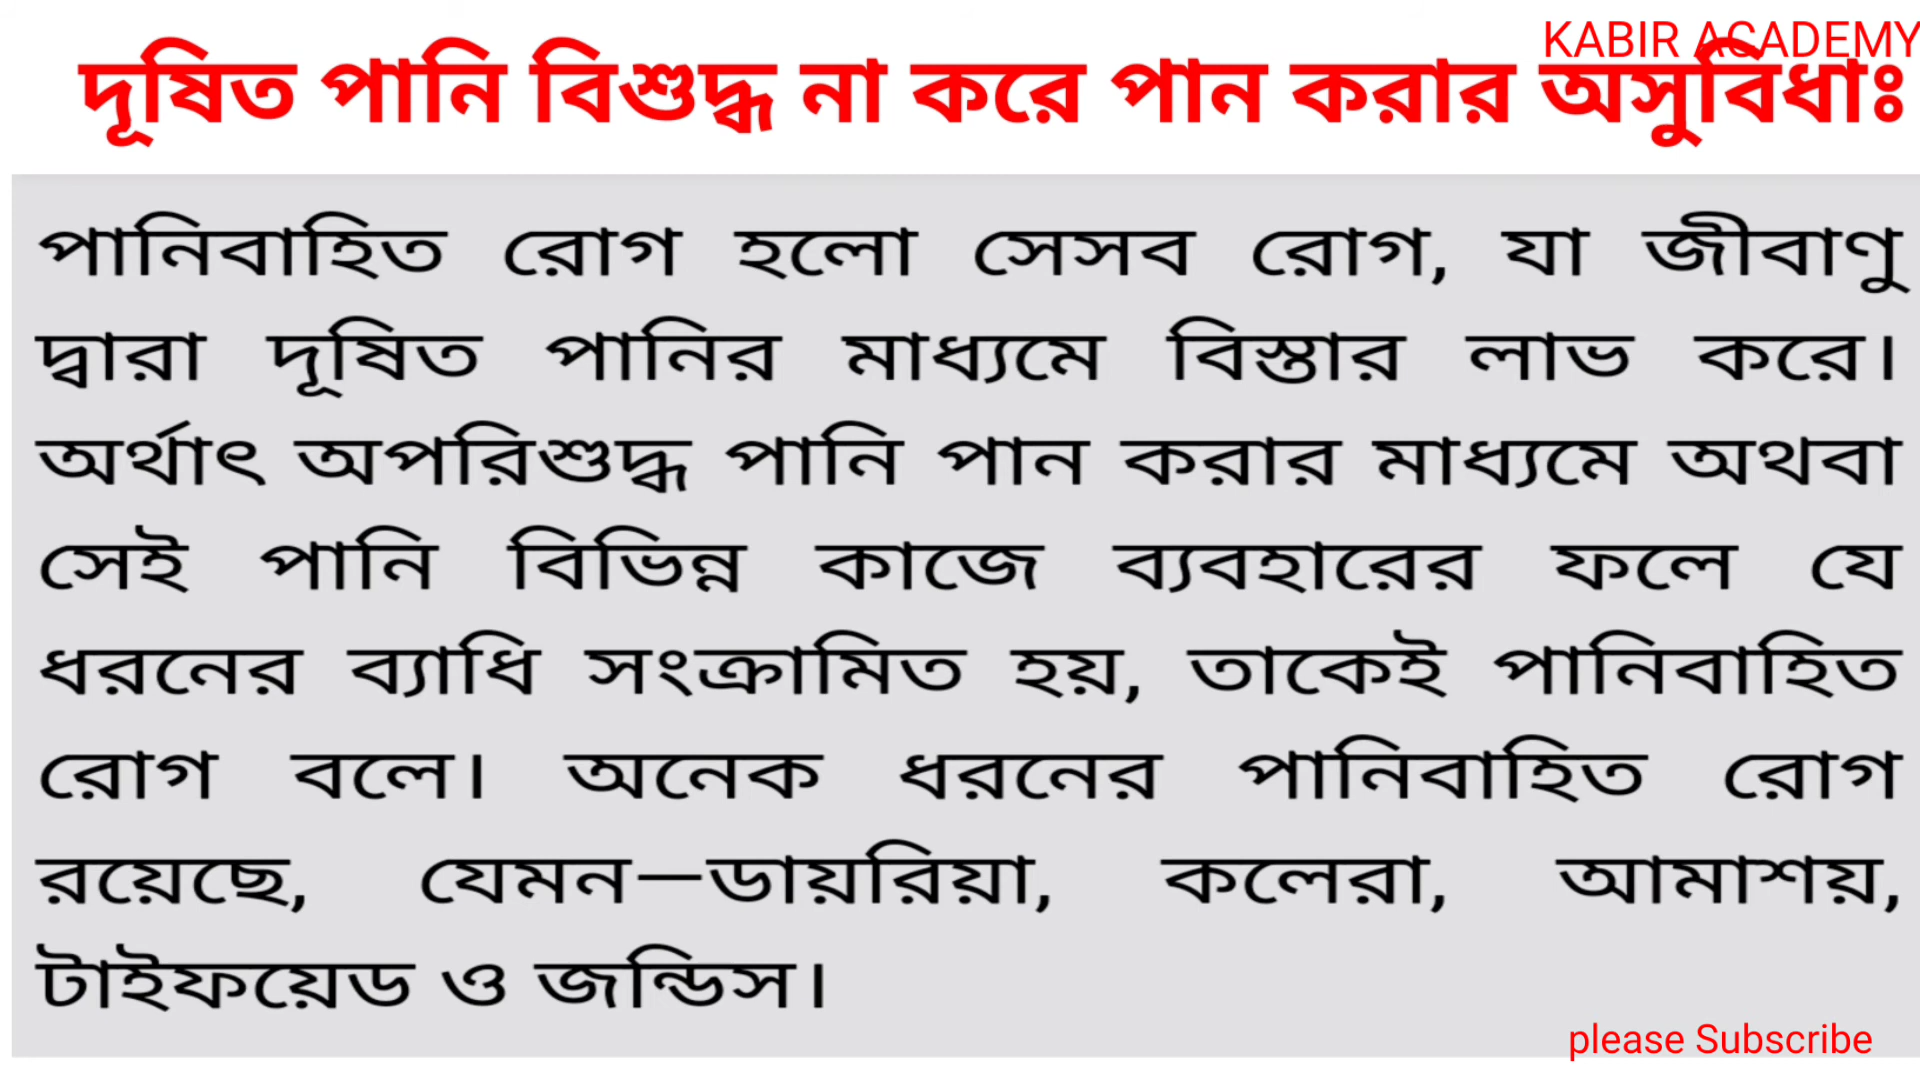 KABIR ACADEMY
দূষিত পানি বিশুদ্ধ না করে পান করার অসুবিধাঃ
পানিবাহিত রোগ হলো সেসব রোগ, যা জীবাণু
দ্বারা দূষিত পানির মাধ্যমে বিস্তার লাভ করে।
অর্থাৎ অপরিশুদ্ধ পানি পান করার মাধ্যমে অথবা
সেই পানি বিভিন্ন কাজে ব্যবহারের ফলে যে
ধরনের ব্যাধি সংক্রামিত হয়, তাকেই পানিবাহিত
রোগ বলে। অনেক ধরনের পানিবাহিত রোগ
রয়েছে, যেমন—ডায়রিয়া, কলেরা, আমাশয়,
টাইফয়েড ও জন্ডিস।
please Subscribe